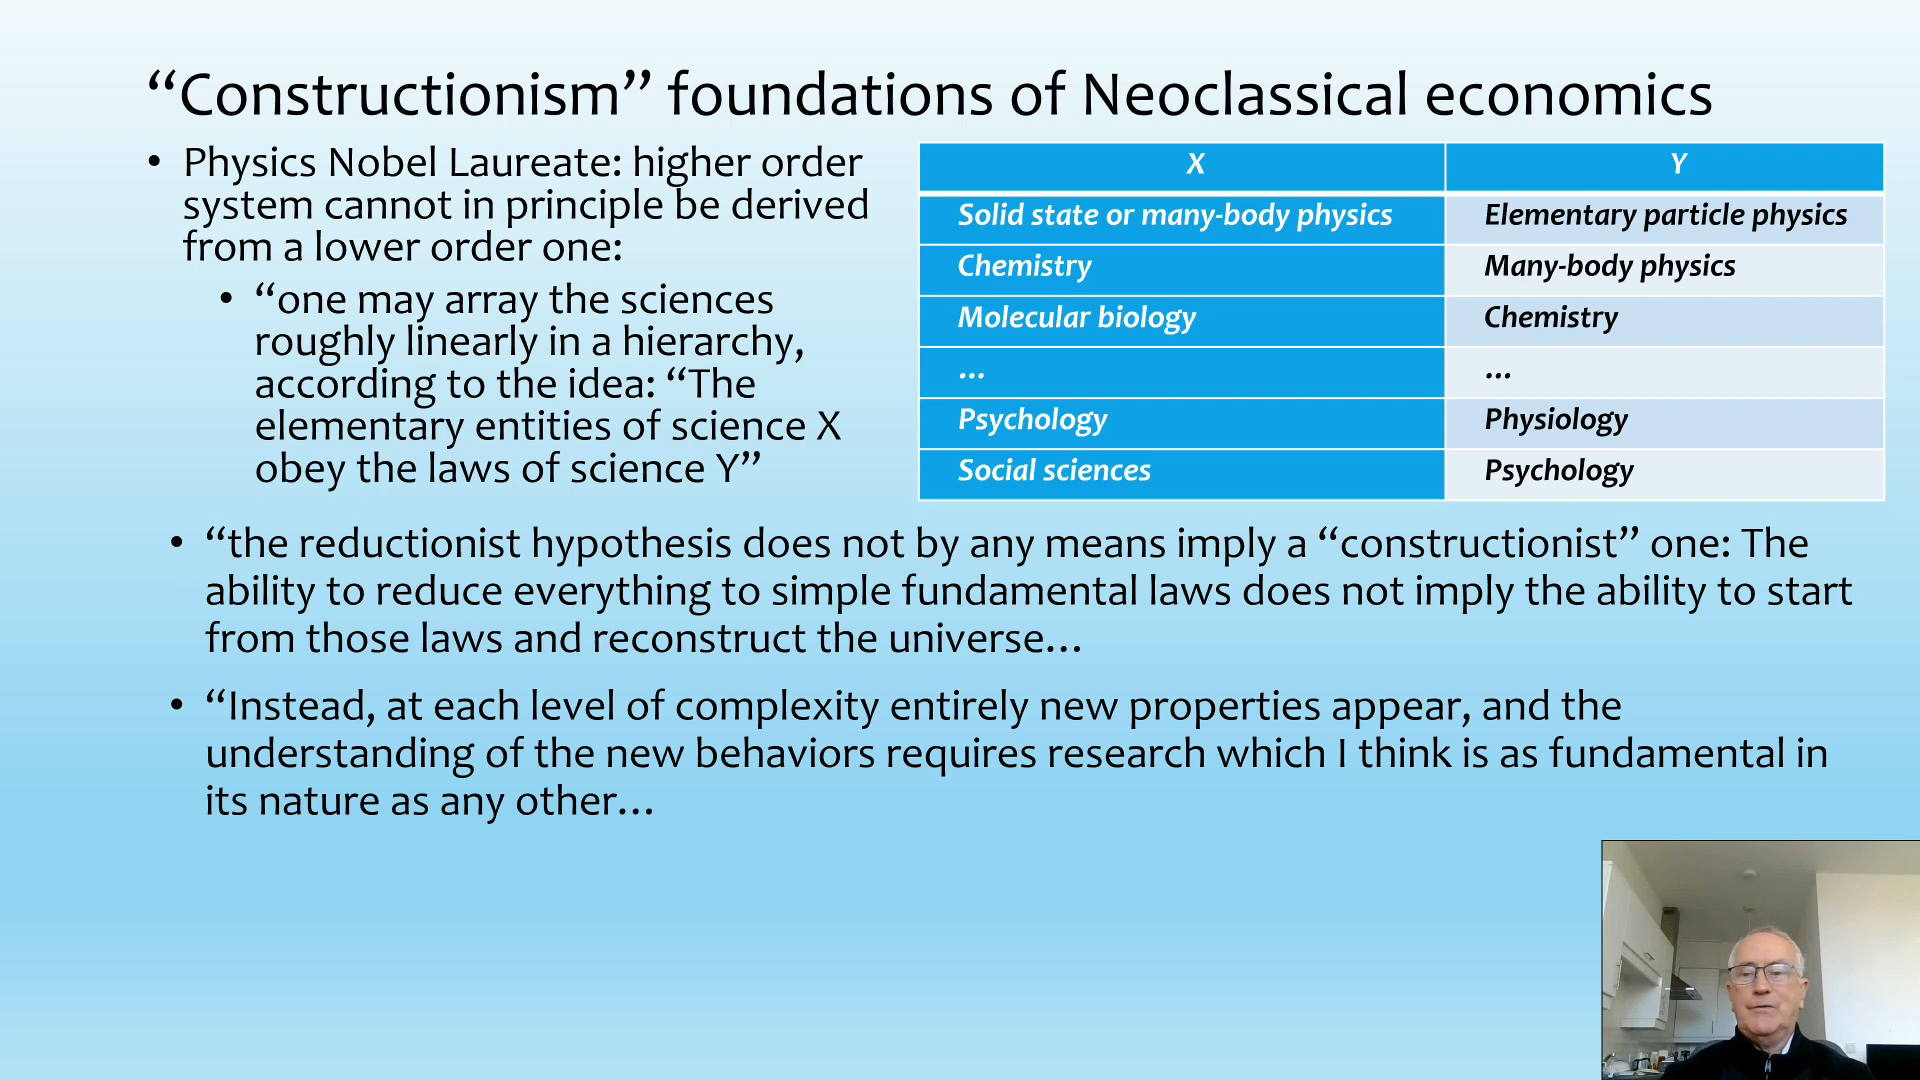 “Constructionism” foundations of Neoclassical economics
• Physics Nobel Laureate: higher order
system cannot in principle be derived
from a lower order one:
• “one may array the sciences
roughly linearly in a hierarchy,
according to the idea: “The
elementary entities of science X
obey the laws of science Y”
X Y
Solid state or many-body physics Elementary particle physics
Chemistry Many-body physics
Molecular biology Chemistry
... ...
Psychology Physiology
Social sciences Psychology
• “the reductionist hypothesis does not by any means imply a “constructionist” one: The
ability to reduce everything to simple fundamental laws does not imply the ability to start
from those laws and reconstruct the universe...
• “Instead, at each level of complexity entirely new properties appear, and the
understanding of the new behaviors requires research which I think is as fundamental in
its nature as any other...